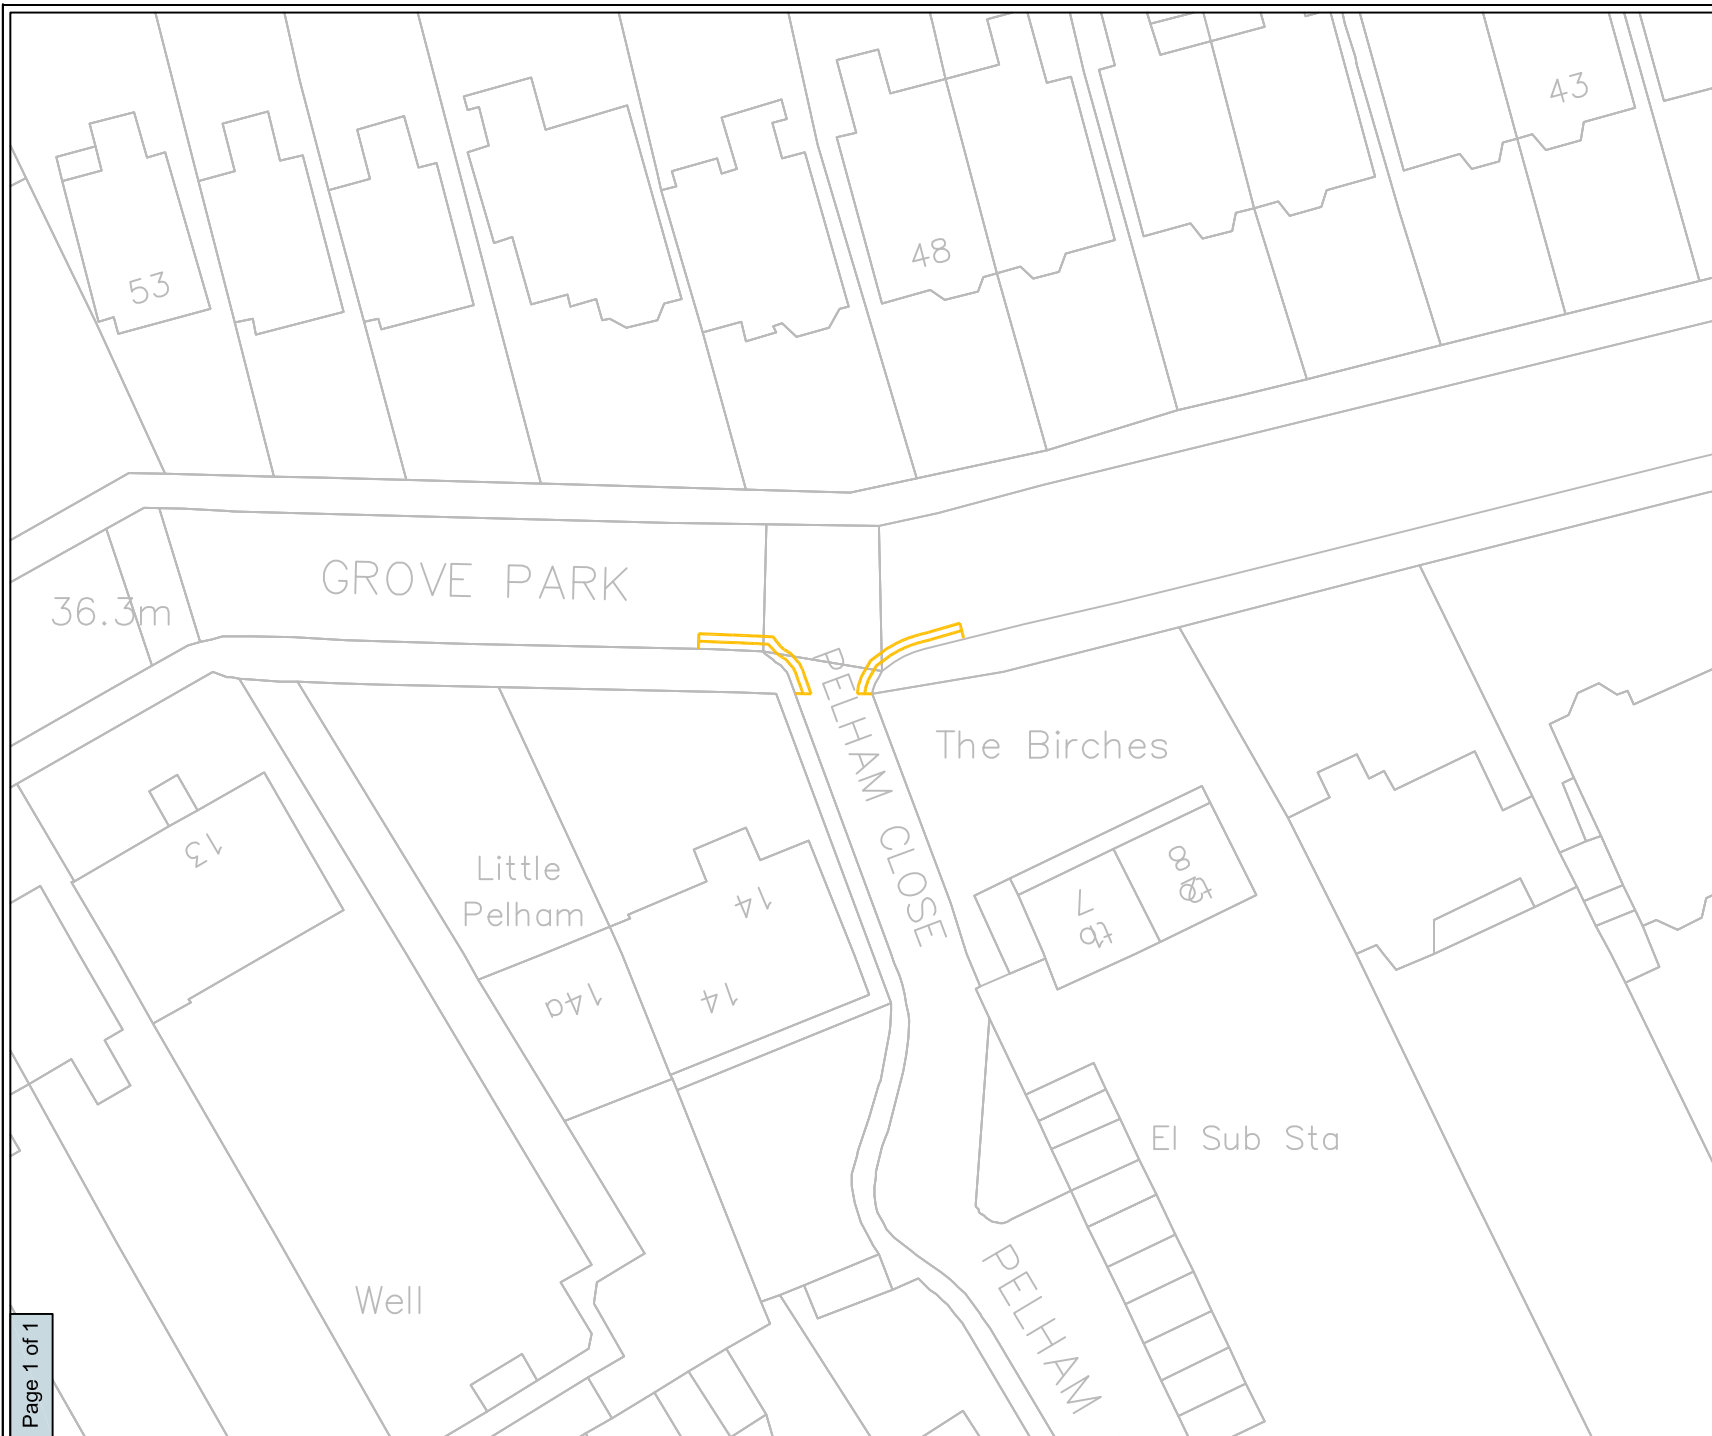 43
48
53
GROVE PARK
36.3m
PELHAM CLOSE
The Birches
13
Little
Pelham
14
7
8
14a
14
El Sub Sta
PELHAM
Well
Page 1 of 1